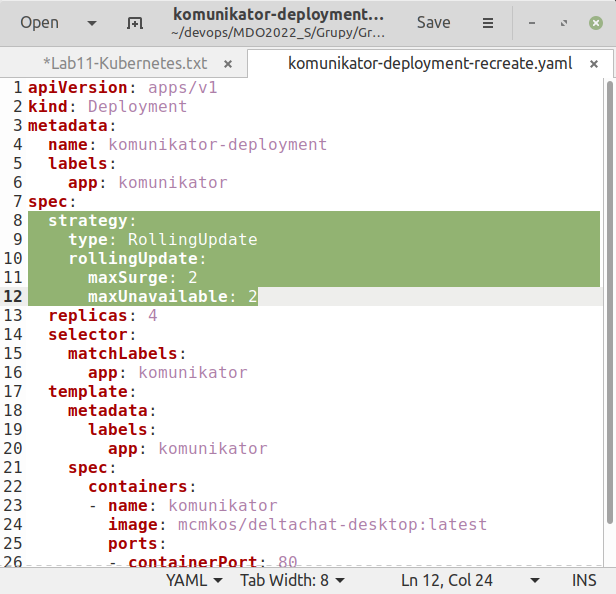 Open
komunikator-deployment...
~/devops/MDO2022_S/Grupy/Gr...
Save
*Lab11-Kubernetes.txt ×
komunikator-deployment-recreate.yaml ×
1 apiVersion: apps/v1
2 kind: Deployment
3 metadata:
4   name: komunikator-deployment
5   labels:
6     app: komunikator
7 spec:
8   strategy:
9     type: RollingUpdate
10     rollingUpdate:
11       maxSurge: 2
12       maxUnavailable: 2
13   replicas: 4
14   selector:
15     matchLabels:
16       app: komunikator
17   template:
18     metadata:
19       labels:
20         app: komunikator
21     spec:
22       containers:
23       - name: komunikator
24         image: mcmkos/deltachat-desktop:latest
25         ports:
26         - containerPort: 80
YAML Tab Width: 8 Ln 12, Col 24 INS